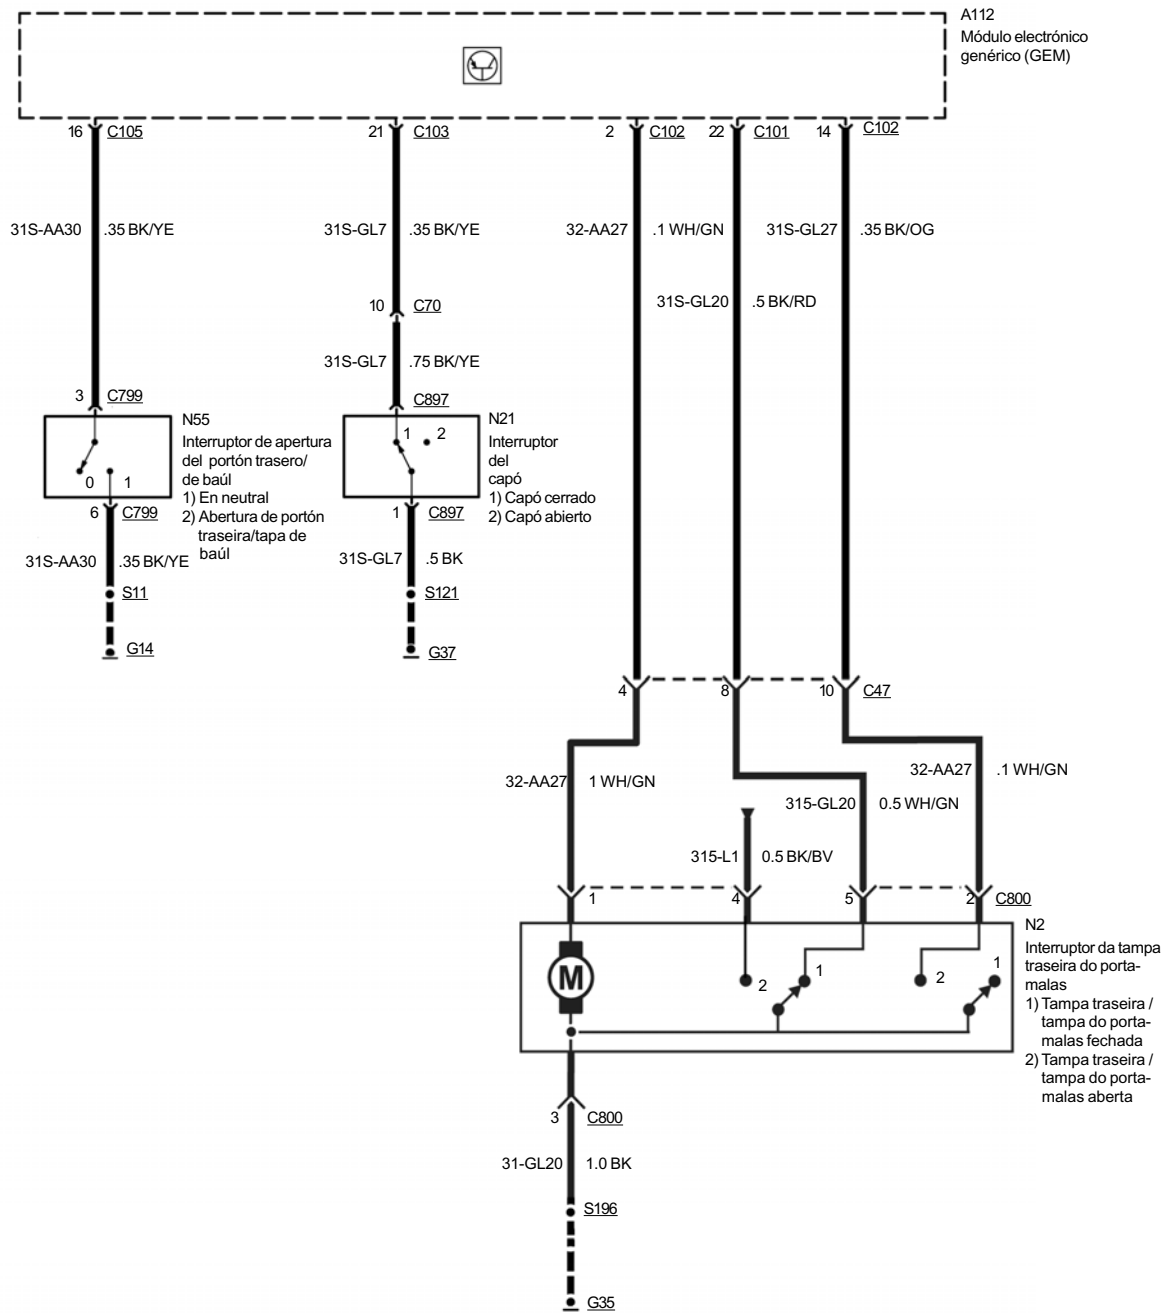 A112
Módulo electrónico
genérico (GEM)
16 C105
21 C103
2 C102
22 C101
14 C102
31S-AA30 .35 BK/YE
31S-GL7 .35 BK/YE
32-AA27 .1 WH/GN
31S-GL27 .35 BK/OG
31S-GL20 .5 BK/RD
10 C70
31S-GL7 .75 BK/YE
3 C799
C897
N55
Interruptor de apertura
del portón trasero/
de baúl
1) En neutral
2) Abertura de portón
traseira/tapa de
baúl
0 1
1 2
N21
Interruptor
del
capó
1) Capó cerrado
2) Capó abierto
6 C799
1 C897
31S-AA30 .35 BK/YE
31S-GL7 .5 BK
S11
S121
G14
G37
4 8 10 C47
32-AA27 .1 WH/GN
32-AA27 1 WH/GN
315-GL20 0.5 WH/GN
315-L1 0.5 BK/BV
1 4 5 2 C800
N2
Interruptor da tampa
traseira do porta-
malas
1) Tampa traseira /
tampa do porta-
malas fechada
2) Tampa traseira /
tampa do porta-
malas aberta
M
2 1 2 1
3 C800
31-GL20 1.0 BK
S196
G35